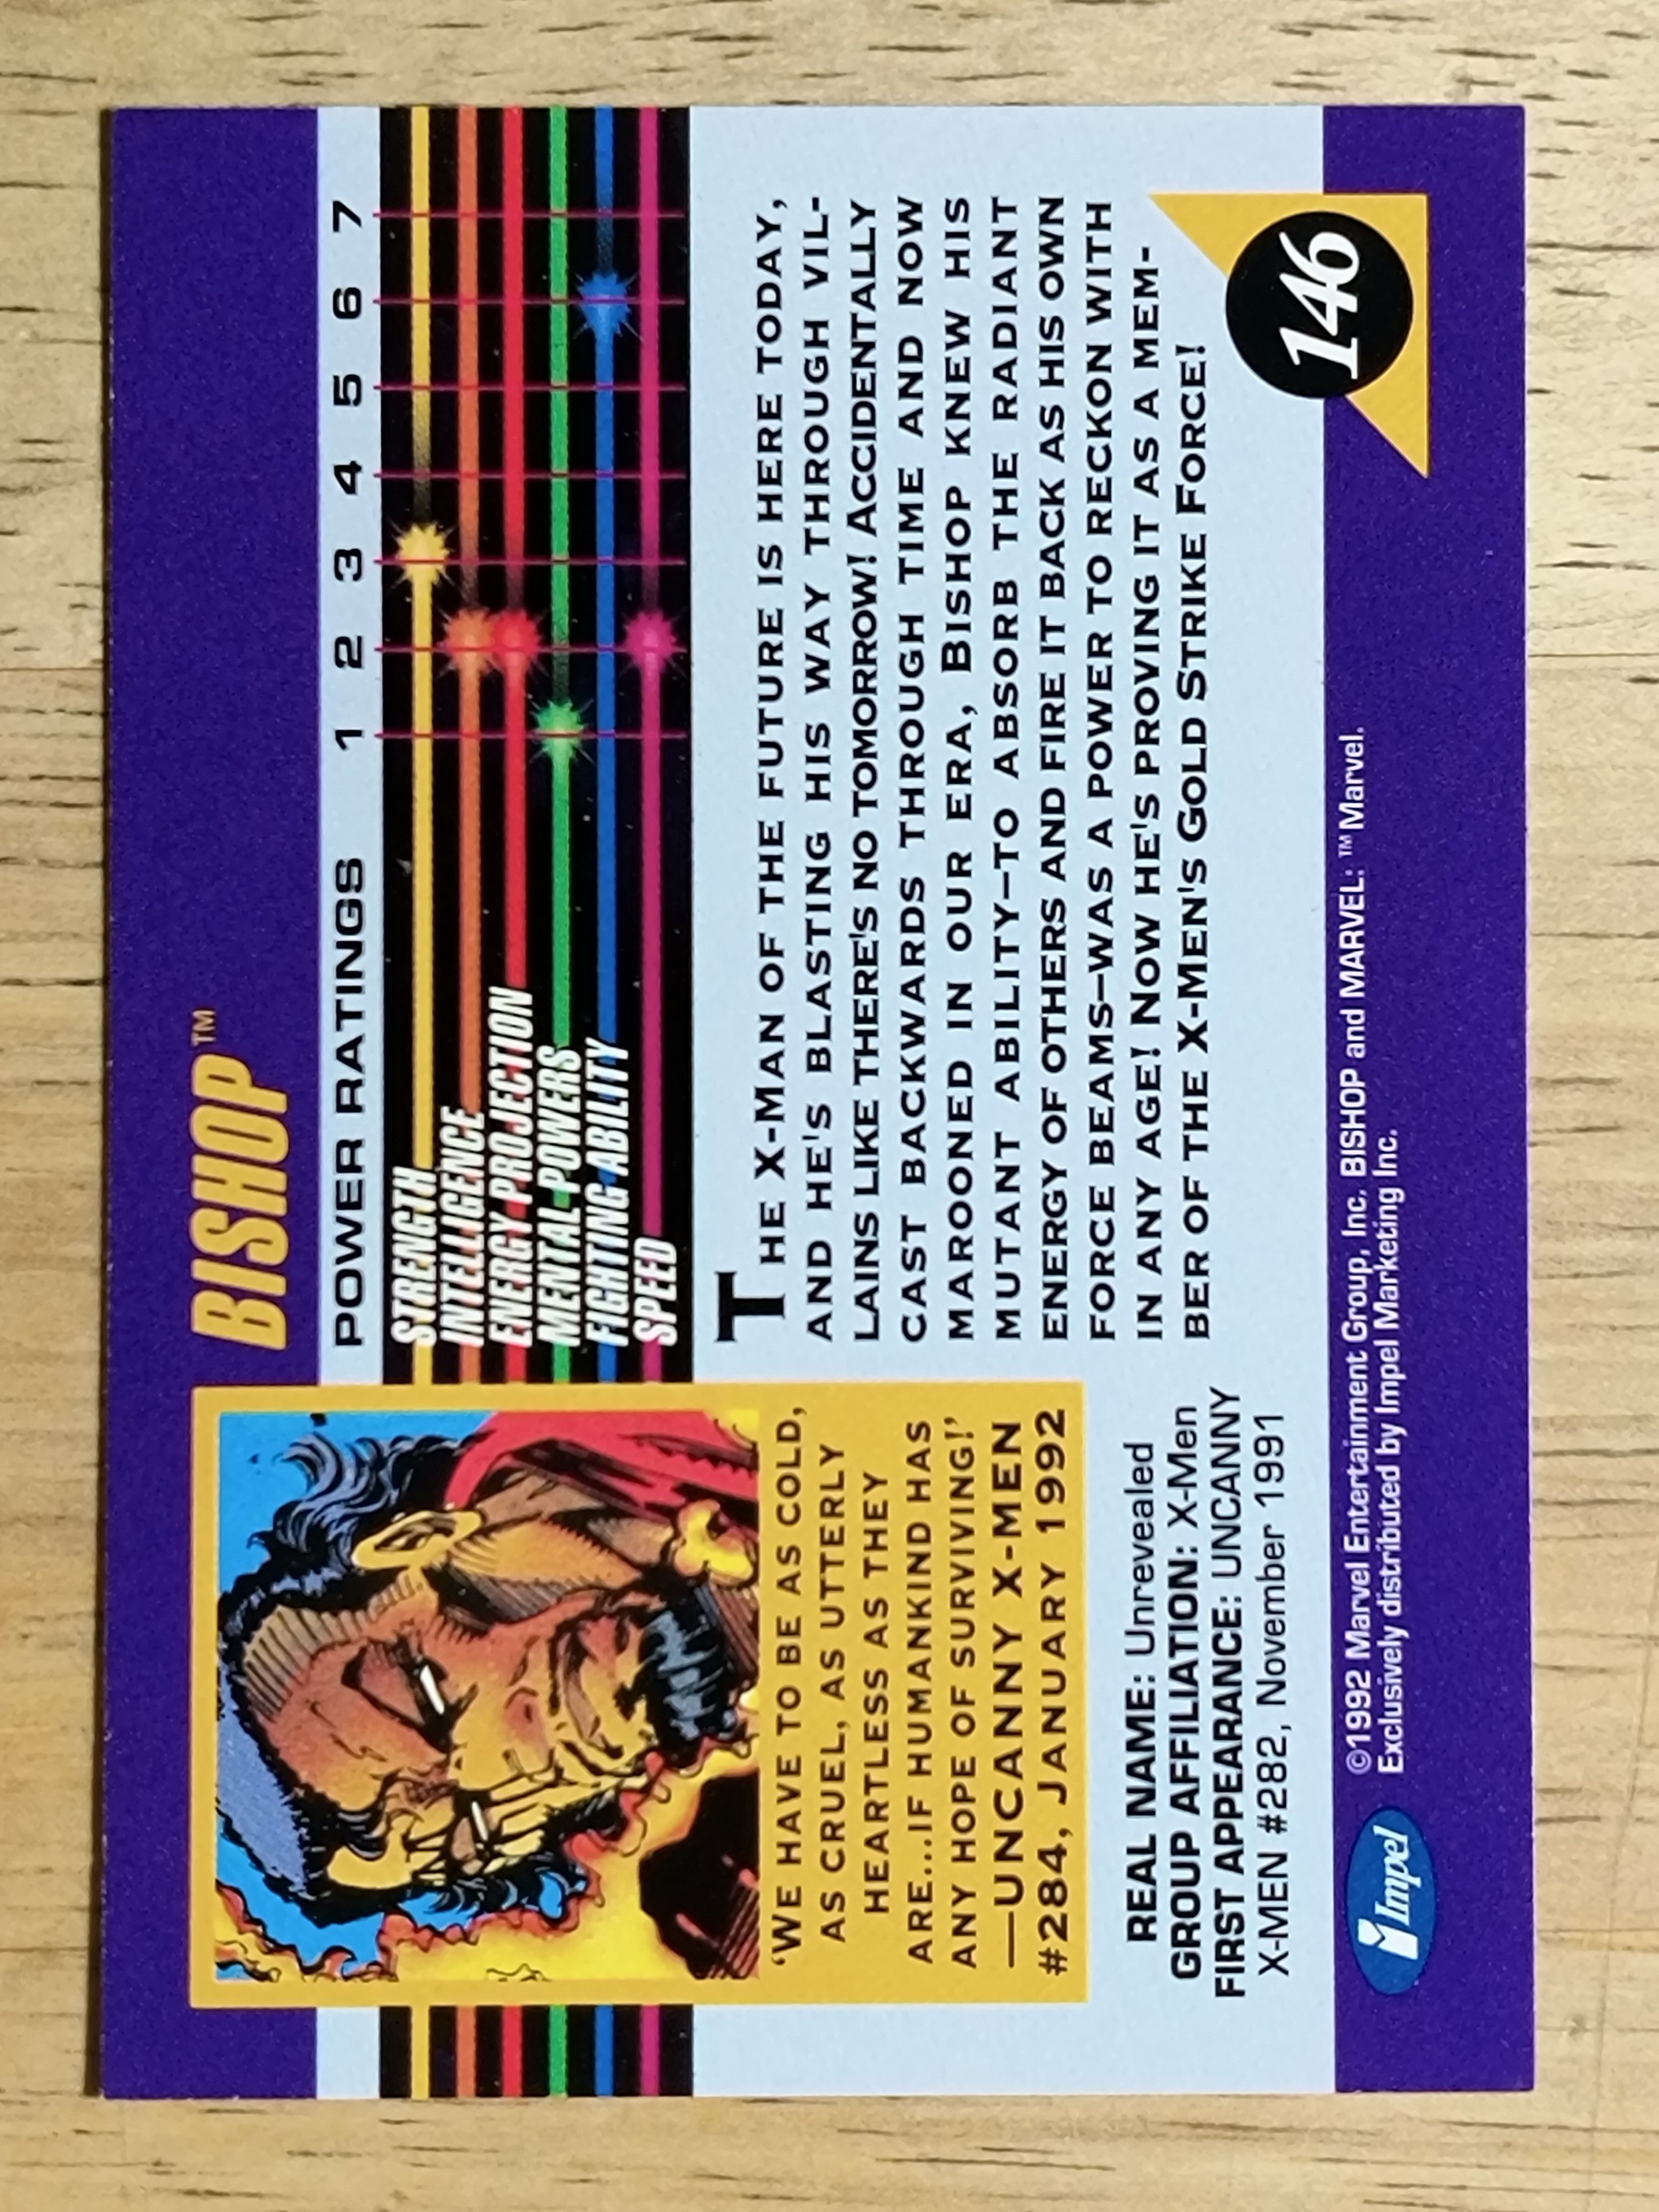 BISHOP™
POWER RATINGS 1 2 3 4 5 6 7
STRENGTH
INTELLIGENCE
ENERGY PROJECTION
MENTAL POWERS
FIGHTING ABILITY
SPEED
'WE HAVE TO BE AS COLD,
AS CRUEL, AS UTTERLY
HEARTLESS AS THEY
ARE...IF HUMANKIND HAS
ANY HOPE OF SURVIVING!'
—UNCANNY X-MEN
#284, JANUARY 1992
REAL NAME: Unrevealed
GROUP AFFILIATION: X-Men
FIRST APPEARANCE: UNCANNY
X-MEN #282, November 1991
THE X-MAN OF THE FUTURE IS HERE TODAY,
AND HE'S BLASTING HIS WAY THROUGH VIL-
LAINS LIKE THERE'S NO TOMORROW! ACCIDENTALLY
CAST BACKWARDS THROUGH TIME AND NOW
MAROONED IN OUR ERA, BISHOP KNEW HIS
MUTANT ABILITY—TO ABSORB THE RADIANT
ENERGY OF OTHERS AND FIRE IT BACK AS HIS OWN
FORCE BEAMS—WAS A POWER TO RECKON WITH
IN ANY AGE! NOW HE'S PROVING IT AS A MEM-
BER OF THE X-MEN'S GOLD STRIKE FORCE!
146
Impel
©1992 Marvel Entertainment Group, Inc. BISHOP and MARVEL: ™ Marvel.
Exclusively distributed by Impel Marketing Inc.